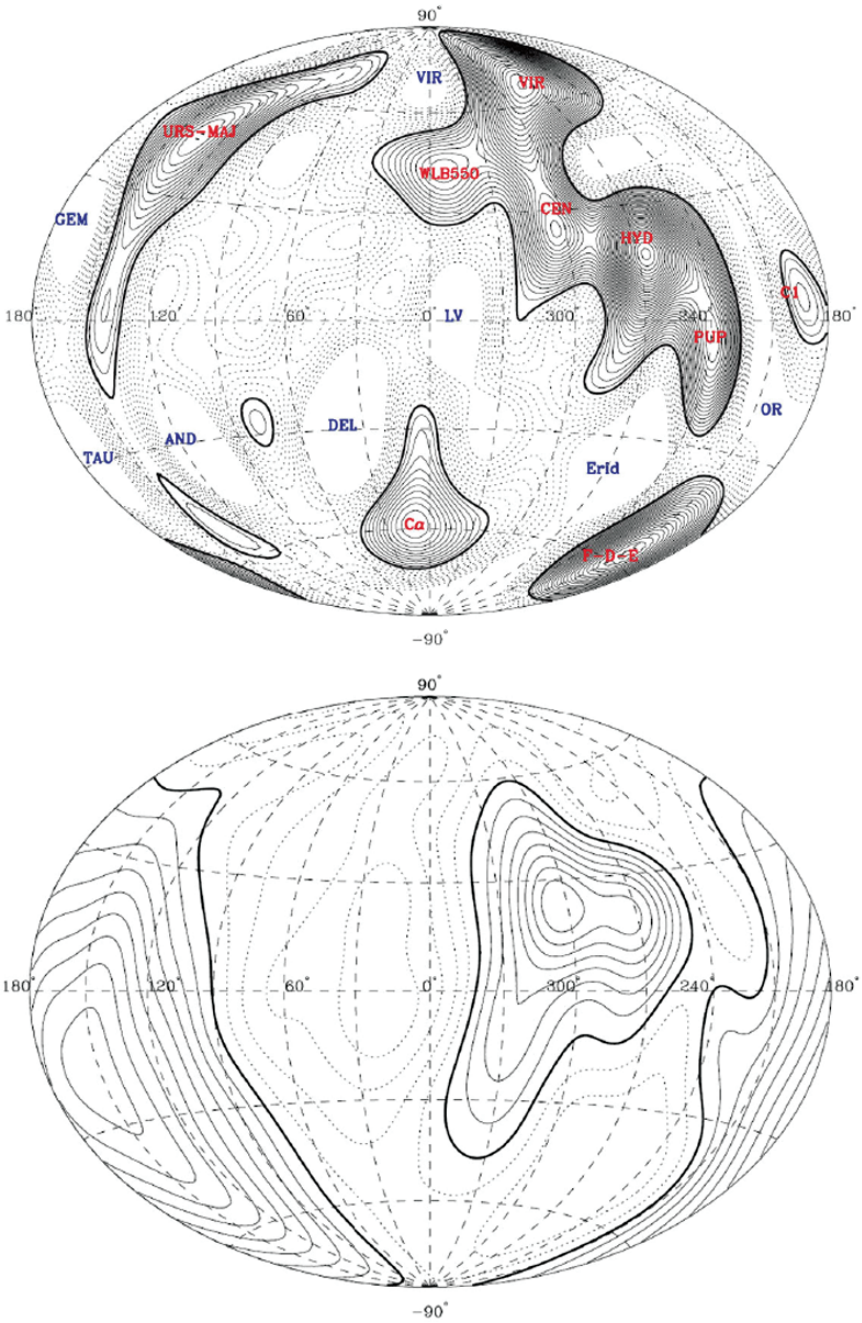 90°
VIR VIR
URS-MAJ
WLB550
CEN
GEM
HYD
C1
180° 120° 60° 0° LV 300° 240° 180°
PUP
OR
DEL
AND
TAU
Erid
Cα
F-D-E
-90°
90°
180° 120° 60° 0° 300° 240° 180°
-90°